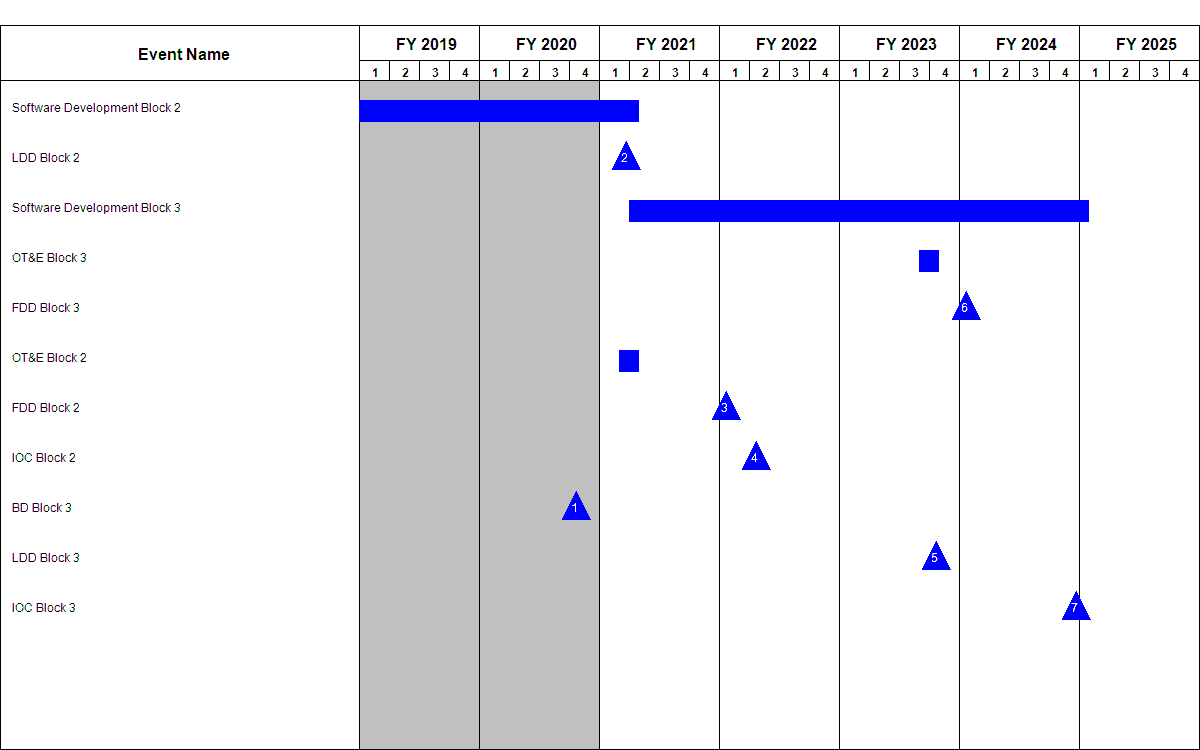 Event Name FY 2019 FY 2020 FY 2021 FY 2022 FY 2023 FY 2024 FY 2025
1 2 3 4 1 2 3 4 1 2 3 4 1 2 3 4 1 2 3 4 1 2 3 4 1 2 3 4
Software Development Block 2
LDD Block 2 2
Software Development Block 3
OT&E Block 3
FDD Block 3 6
OT&E Block 2
FDD Block 2 3
IOC Block 2 4
BD Block 3 1
LDD Block 3 5
IOC Block 3 7